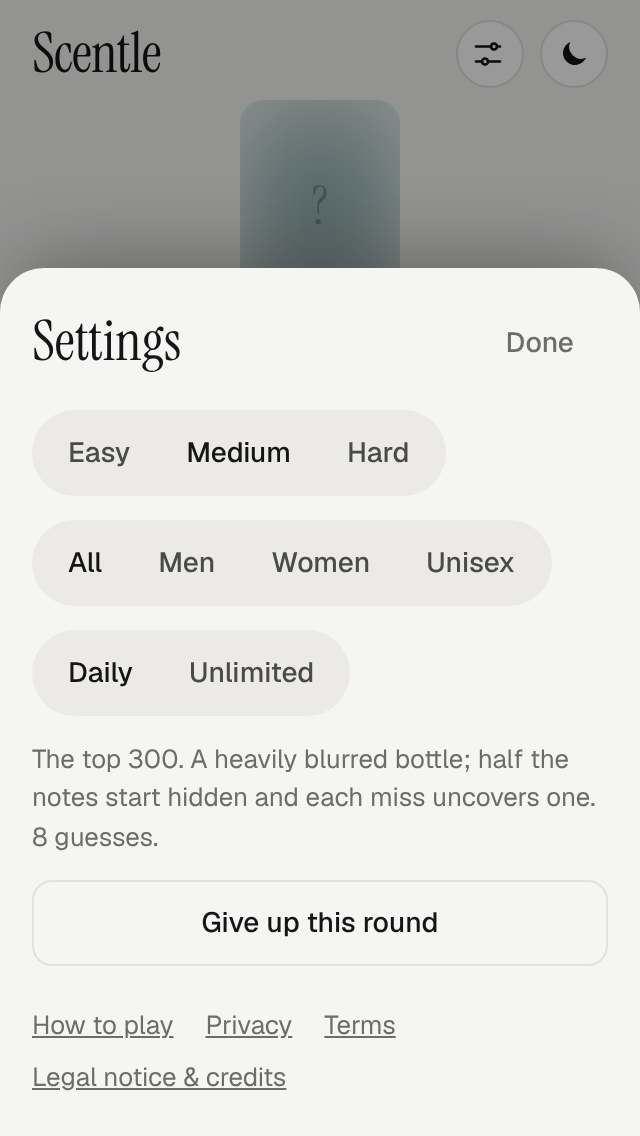 Scentle
?
Settings
Done
Easy Medium Hard
All Men Women Unisex
Daily Unlimited
The top 300. A heavily blurred bottle; half the
notes start hidden and each miss uncovers one.
8 guesses.
Give up this round
How to play Privacy Terms
Legal notice & credits